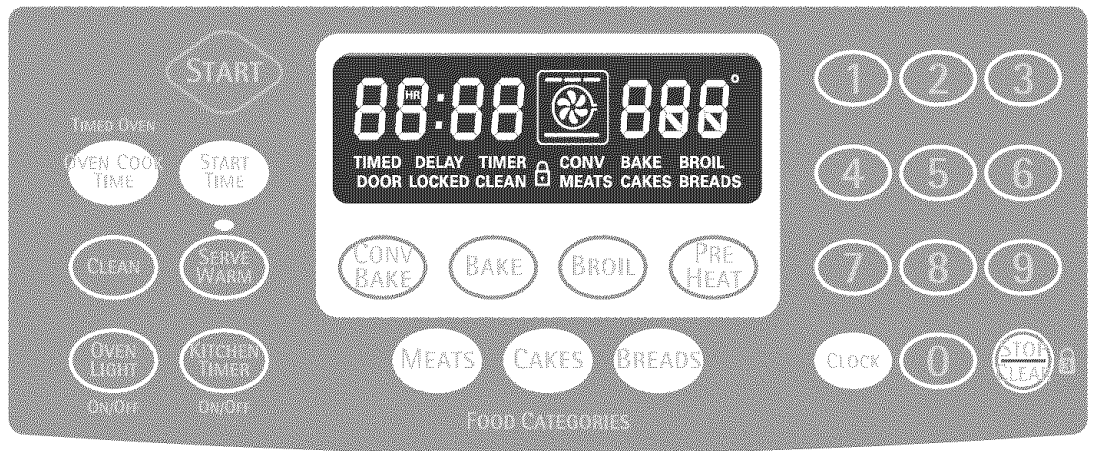 START
TIMED OVEN
OVEN COOK
TIME
START
TIME
CLEAN
SERVE
WARM
OVEN
LIGHT
ON/OFF
KITCHEN
TIMER
ON/OFF
88:88 888°
HR
TIMED DELAY TIMER CONV BAKE BROIL
DOOR LOCKED CLEAN MEATS CAKES BREADS
CONV
BAKE
BAKE
BROIL
PRE
HEAT
MEATS
CAKES
BREADS
FOOD CATEGORIES
1 2 3
4 5 6
7 8 9
CLOCK
0
STOP
CLEAR